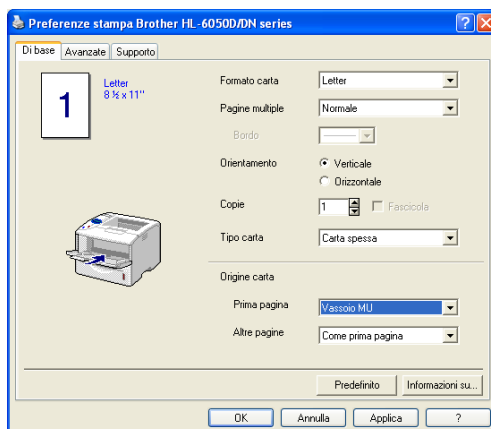 Preferenze stampa Brother HL-6050D/DN series
Di base Avanzate Supporto
1
Letter
8 ½ x 11"
Formato carta Letter
Pagine multiple Normale
Bordo
Orientamento Verticale
Orizzontale
Copie 1 Fascicola
Tipo carta Carta spessa
Origine carta
Prima pagina Vassoio MU
Altre pagine Come prima pagina
Predefinito Informazioni su...
OK Annulla Applica ?